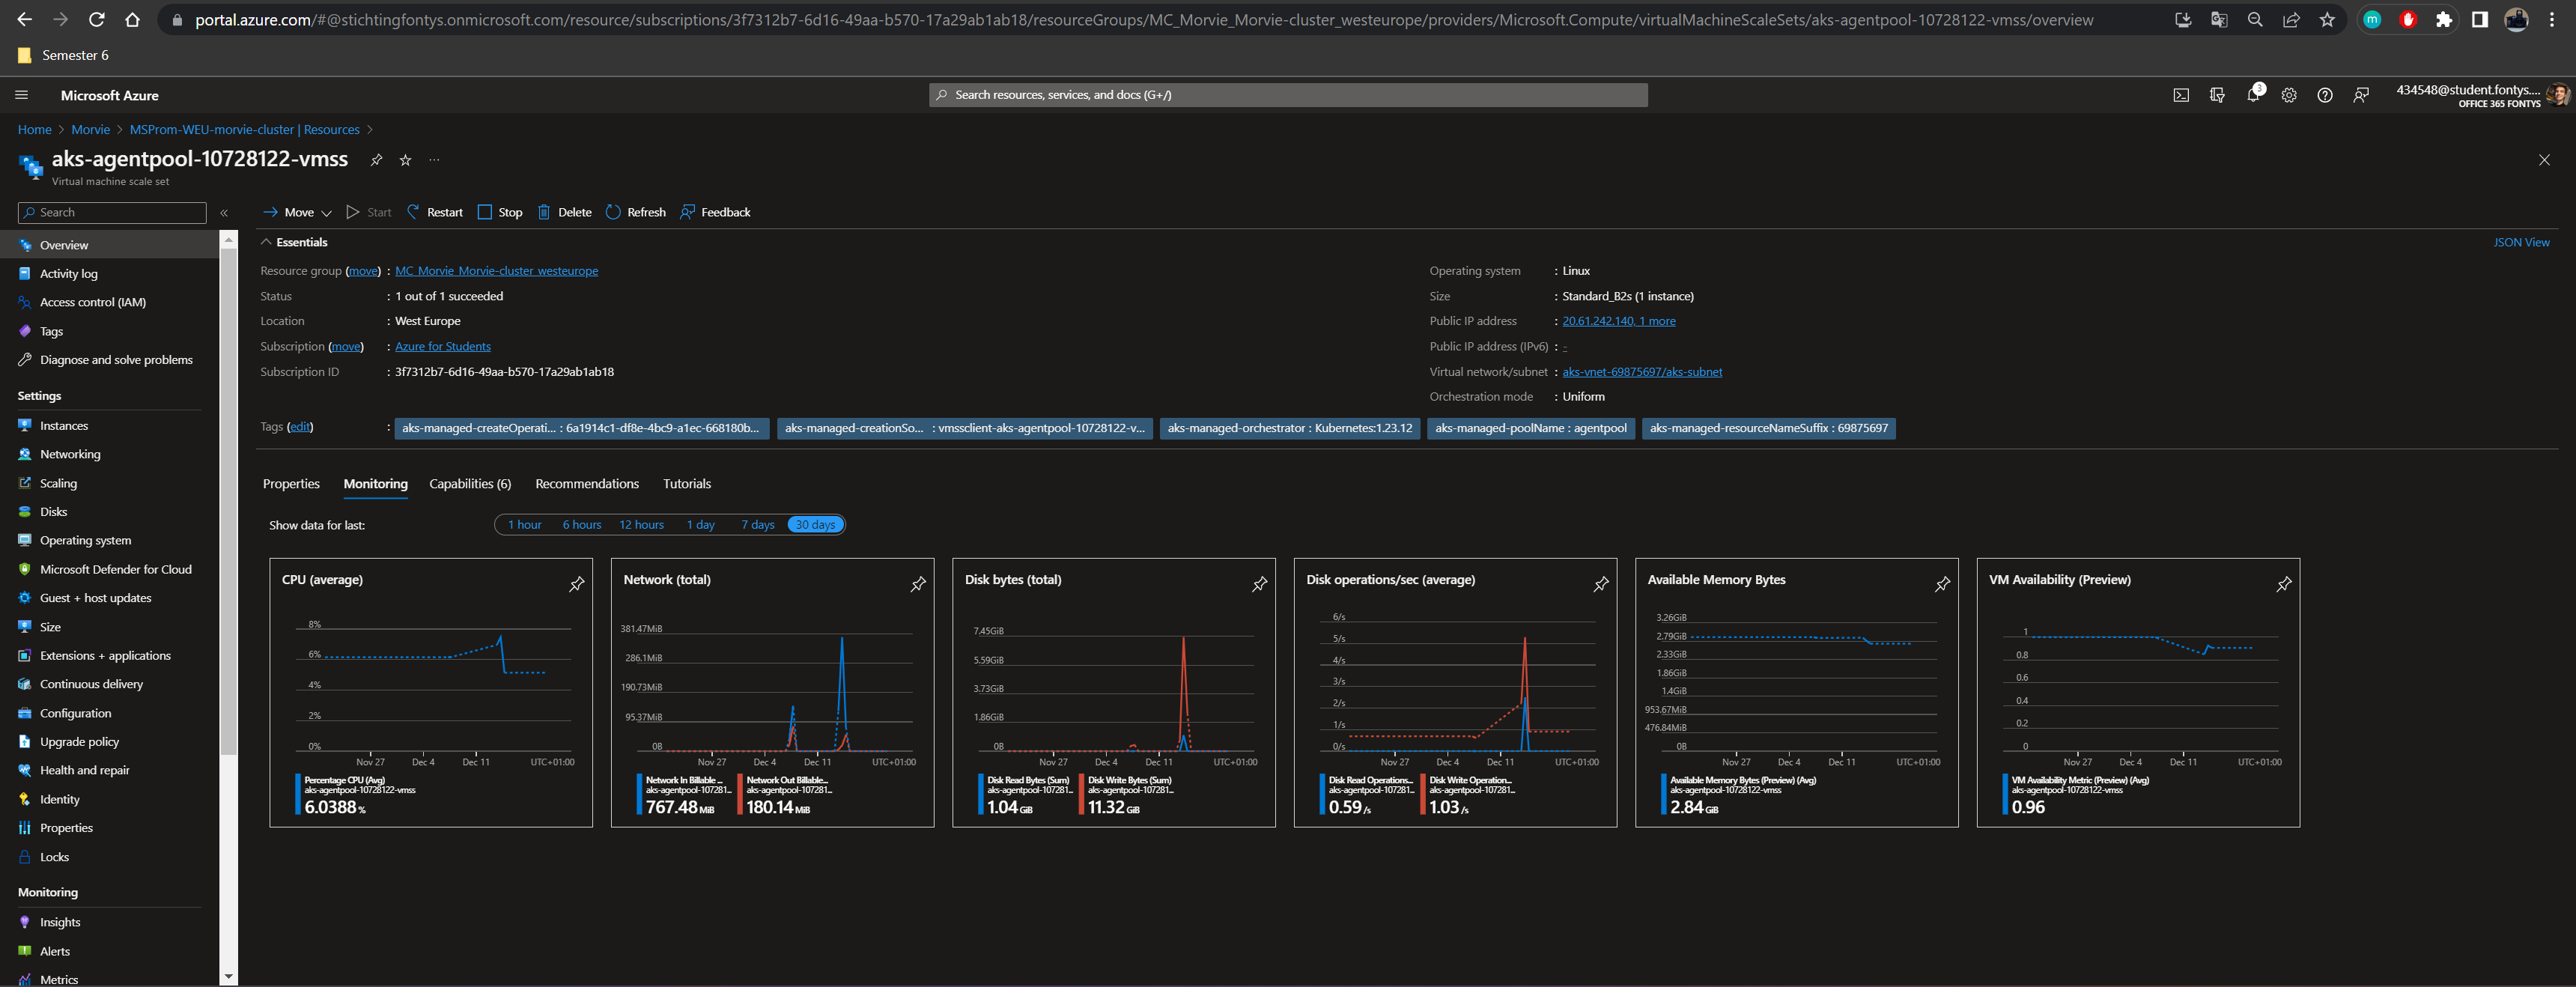 portal.azure.com/#@stichtingfontys.onmicrosoft.com/resource/subscriptions/3f7312b7-6d16-49aa-b570-17a29ab1ab18/resourceGroups/MC_Morvie_Morvie-cluster_westeurope/providers/Microsoft.Compute/virtualMachineScaleSets/aks-agentpool-10728122-vmss/overview
m
Semester 6
Microsoft Azure
Search resources, services, and docs (G+/)
3
434548@student.fontys....
OFFICE 365 FONTYS
Home > Morvie > MSProm-WEU-morvie-cluster | Resources >
aks-agentpool-10728122-vmss
Virtual machine scale set
Search
«
Move
Start
Restart
Stop
Delete
Refresh
Feedback
Overview
Activity log
Access control (IAM)
Tags
Diagnose and solve problems
Settings
Instances
Networking
Scaling
Disks
Operating system
Microsoft Defender for Cloud
Guest + host updates
Size
Extensions + applications
Continuous delivery
Configuration
Upgrade policy
Health and repair
Identity
Properties
Locks
Monitoring
Insights
Alerts
Metrics
Essentials
JSON View
Resource group (move) : MC_Morvie_Morvie-cluster_westeurope
Status : 1 out of 1 succeeded
Location : West Europe
Subscription (move) : Azure for Students
Subscription ID : 3f7312b7-6d16-49aa-b570-17a29ab1ab18
Operating system : Linux
Size : Standard_B2s (1 instance)
Public IP address : 20.61.242.140, 1 more
Public IP address (IPv6) : -
Virtual network/subnet : aks-vnet-69875697/aks-subnet
Orchestration mode : Uniform
Tags (edit) : aks-managed-createOperati... : 6a1914c1-df8e-4bc9-a1ec-668180b... aks-managed-creationSo... : vmssclient-aks-agentpool-10728122-v... aks-managed-orchestrator : Kubernetes:1.23.12 aks-managed-poolName : agentpool aks-managed-resourceNameSuffix : 69875697
Properties Monitoring Capabilities (6) Recommendations Tutorials
Show data for last: 1 hour 6 hours 12 hours 1 day 7 days 30 days
CPU (average)
8%
6%
4%
2%
0%
Nov 27 Dec 4 Dec 11 UTC+01:00
Percentage CPU (Avg)
aks-agentpool-10728122-vmss
6.0388 %
Network (total)
381.47MiB
286.1MiB
190.73MiB
95.37MiB
0B
Nov 27 Dec 4 Dec 11 UTC+01:00
Network In Billable ...
aks-agentpool-107281...
767.48 MiB
Network Out Billable...
aks-agentpool-107281...
180.14 MiB
Disk bytes (total)
7.45GiB
5.59GiB
3.73GiB
1.86GiB
0B
Nov 27 Dec 4 Dec 11 UTC+01:00
Disk Read Bytes (Sum)
aks-agentpool-107281...
1.04 GiB
Disk Write Bytes (Sum)
aks-agentpool-107281...
11.32 GiB
Disk operations/sec (average)
6/s
5/s
4/s
3/s
2/s
1/s
0/s
Nov 27 Dec 4 Dec 11 UTC+01:00
Disk Read Operations...
aks-agentpool-107281...
0.59 /s
Disk Write Operation...
aks-agentpool-107281...
1.03 /s
Available Memory Bytes
3.26GiB
2.79GiB
2.33GiB
1.86GiB
1.4GiB
953.67MiB
476.84MiB
0B
Nov 27 Dec 4 Dec 11 UTC+01:00
Available Memory Bytes (Preview) (Avg)
aks-agentpool-10728122-vmss
2.84 GiB
VM Availability (Preview)
1
0.8
0.6
0.4
0.2
0
Nov 27 Dec 4 Dec 11 UTC+01:00
VM Availability Metric (Preview) (Avg)
aks-agentpool-10728122-vmss
0.96